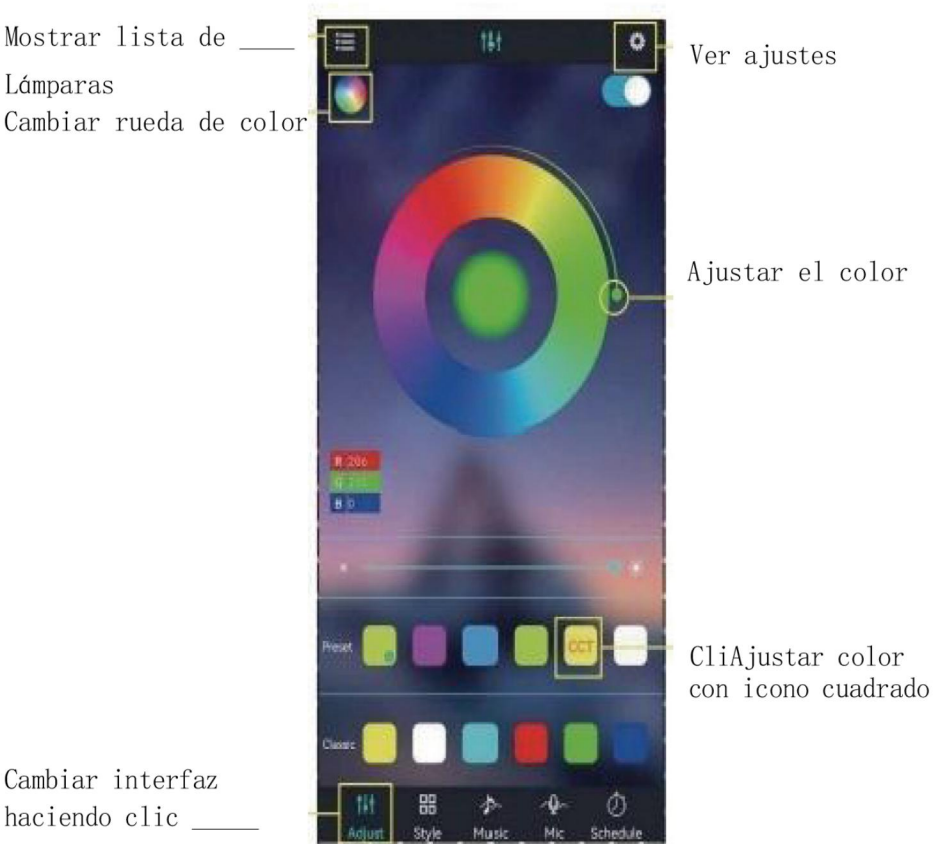 Mostrar lista de ____
Lámparas
Cambiar rueda de color
Ver ajustes
Ajustar el color
R 206
G
B 0
Preset
CCT
CliAjustar color
con icono cuadrado
Classic
Cambiar interfaz
haciendo clic _____
Adjust Style Music Mic Schedule